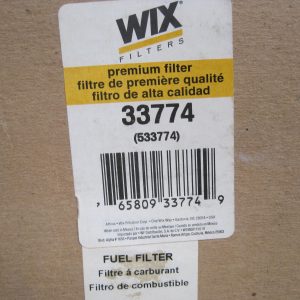 WIX
FILTERS
premium filter
filtre de première qualité
filtro de alta calidad
33774
(533774)
7 65809 33774 9
FUEL FILTER
Filtre á carburant
Filtro de combustible